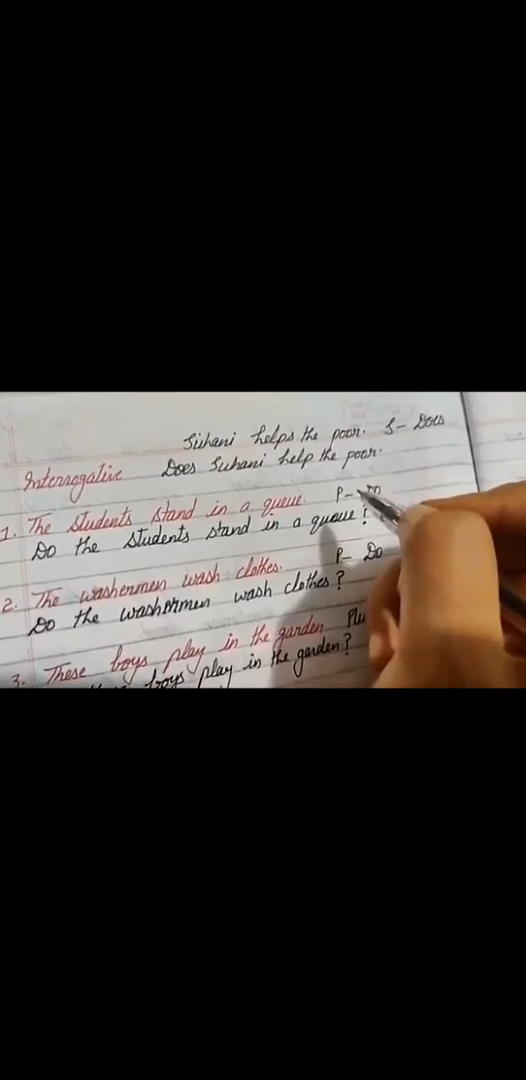 Suhani helps the poor. S- Does
Interrogative Does Suhani help the poor.
1. The students stand in a queue. P- Do
Do the students stand in a queue?
2. The washermen wash clothes. P- Do
Do the washermen wash clothes?
3. These boys play in the garden Plu
boys play in the garden?